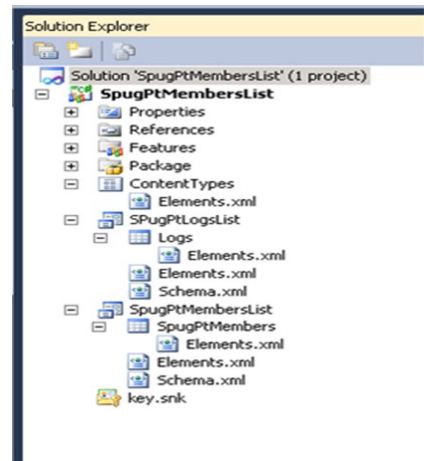 Solution Explorer
Solution 'SpugPtMembersList' (1 project)
SpugPtMembersList
Properties
References
Features
Package
ContentTypes
Elements.xml
SPugPtLogsList
Logs
Elements.xml
Elements.xml
Schema.xml
SpugPtMembersList
SpugPtMembers
Elements.xml
Elements.xml
Schema.xml
key.snk